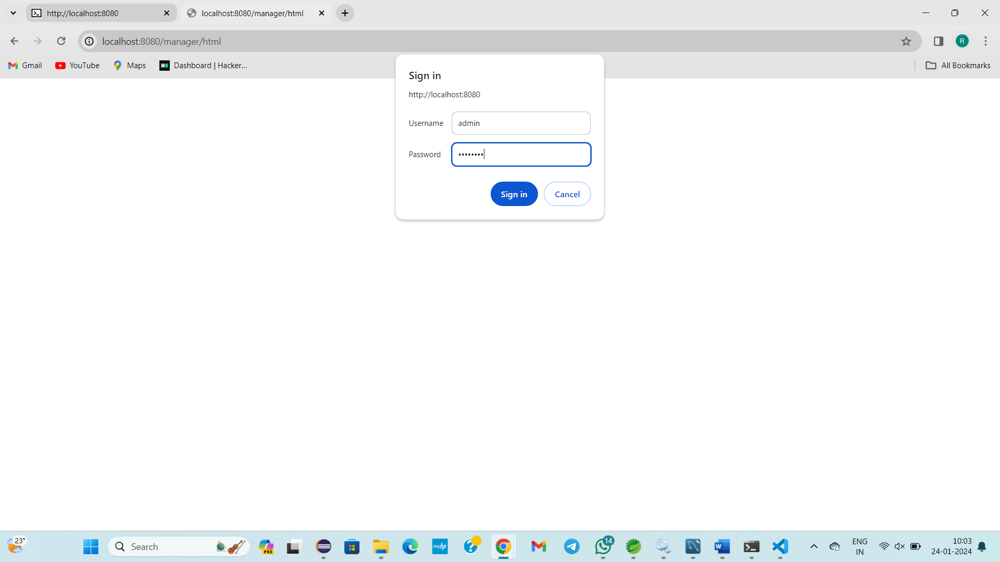 http://localhost:8080
localhost:8080/manager/html
localhost:8080/manager/html
Gmail
YouTube
Maps
Dashboard | Hacker...
All Bookmarks
R
Sign in
http://localhost:8080
Username
admin
Password
••••••••
Sign in
Cancel
23°
Search
PRE
myhp
14
ENG
IN
10:03
24-01-2024